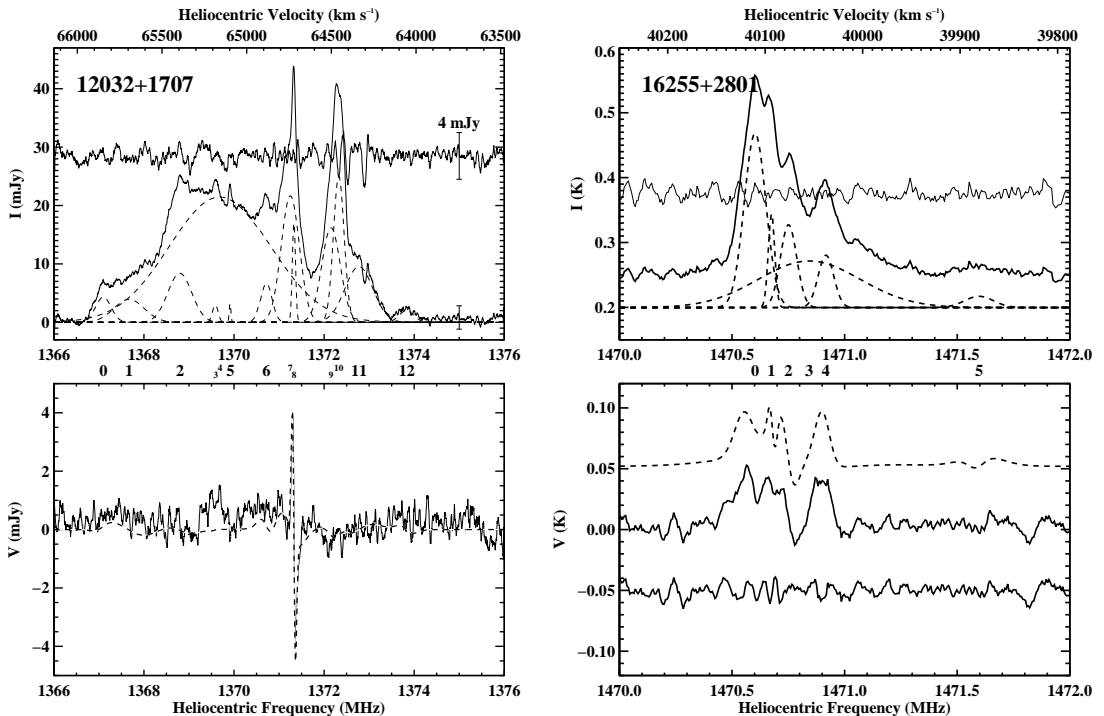 Heliocentric Velocity (km s⁻¹)
66000 65500 65000 64500 64000 63500
12032+1707
4 mJy
I (mJy)
40
30
20
10
0
1366 1368 1370 1372 1374 1376
0 1 2 3 4 5 6 7 8 9 10 11 12
V (mJy)
4
2
0
−2
−4
1366 1368 1370 1372 1374 1376
Heliocentric Frequency (MHz)
Heliocentric Velocity (km s⁻¹)
40200 40100 40000 39900 39800
16255+2801
I (K)
0.6
0.5
0.4
0.3
0.2
1470.0 1470.5 1471.0 1471.5 1472.0
0 1 2 3 4 5
V (K)
0.10
0.05
0.00
−0.05
−0.10
1470.0 1470.5 1471.0 1471.5 1472.0
Heliocentric Frequency (MHz)